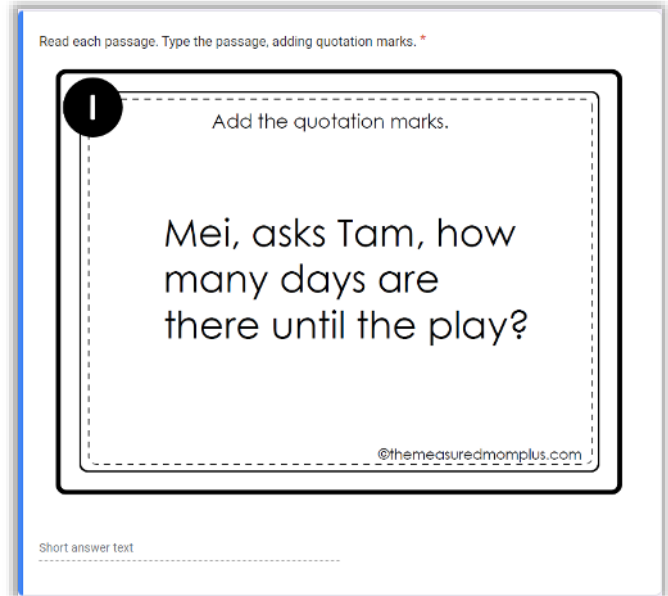 Read each passage. Type the passage, adding quotation marks. *
1
Add the quotation marks.
Mei, asks Tam, how
many days are
there until the play?
©themeasuredmomplus.com
Short answer text